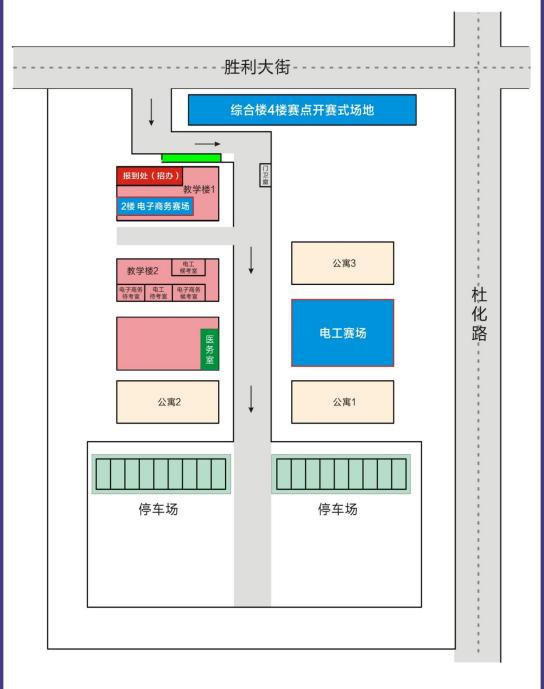 胜利大街
综合楼4楼赛点开赛式场地
门卫室
报到处（招办）
教学楼1
2楼 电子商务赛场
公寓3
教学楼2
电工
候考室
电子商务
待考室
电工
待考室
电子商务
候考室
杜化路
电工赛场
医务室
公寓2
公寓1
停车场
停车场